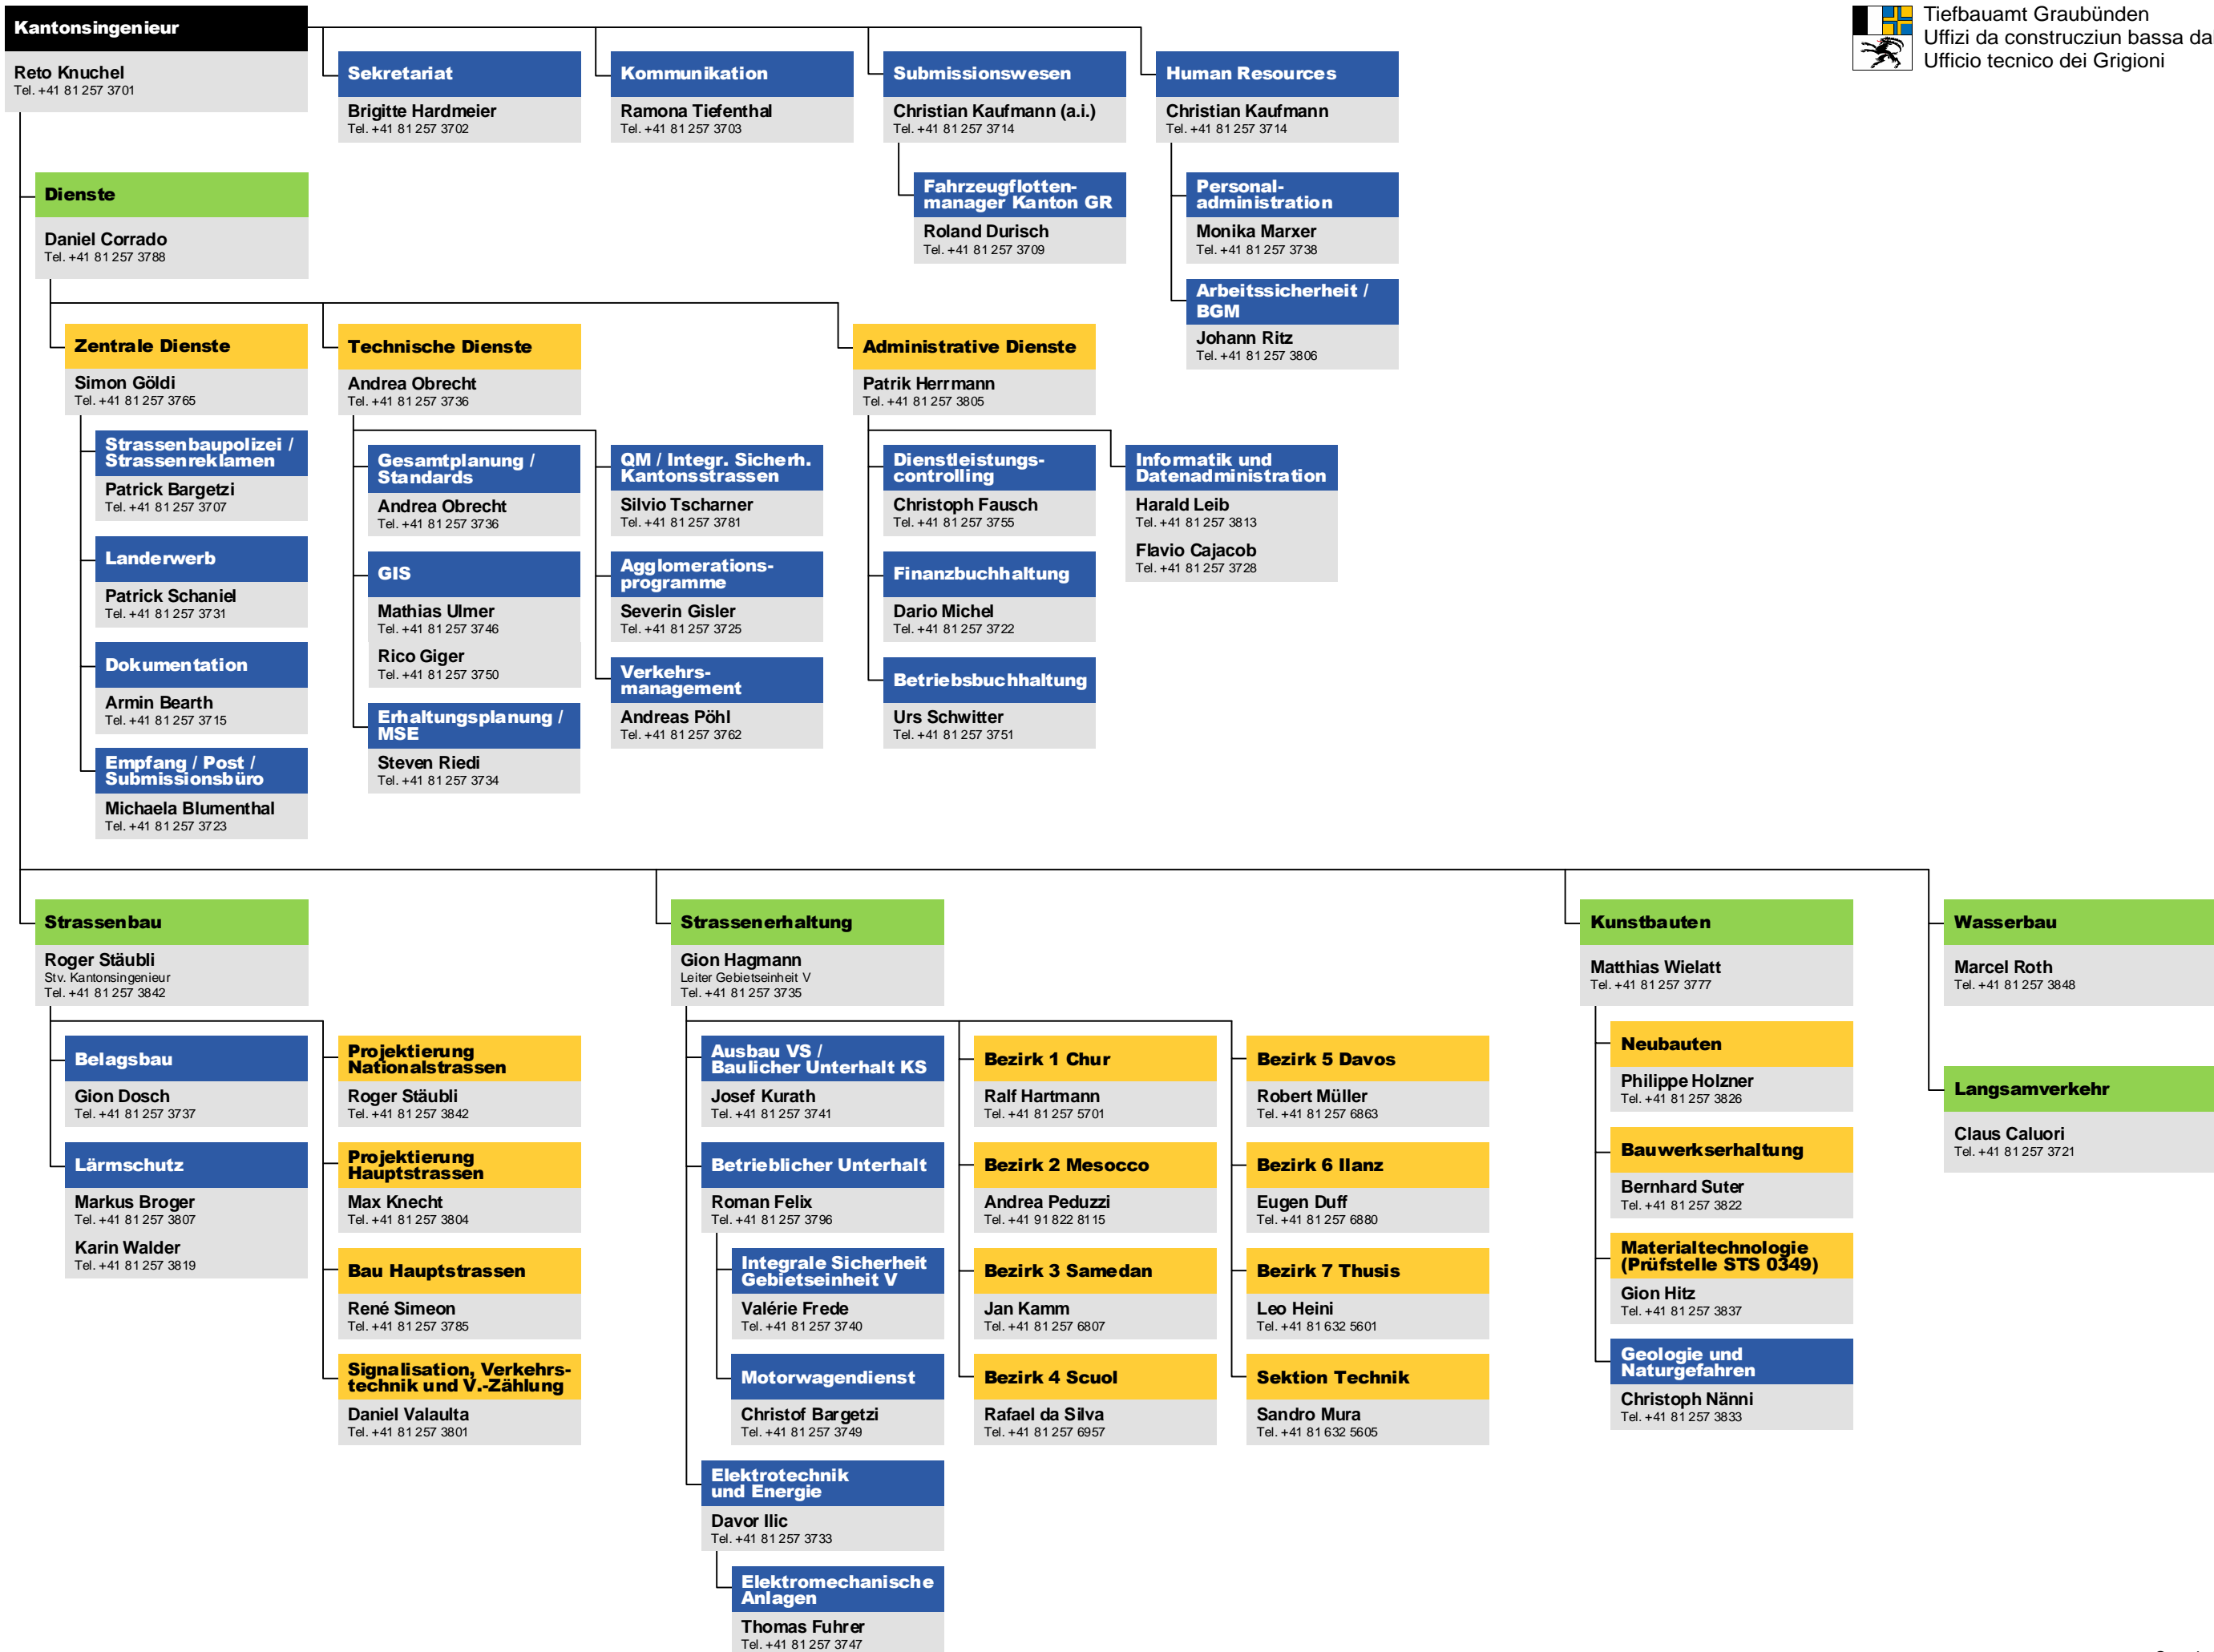 Kantonsingenieur
Reto Knuchel
Tel. +41 81 257 3701
Tiefbauamt Graubünden
Uffizi da construcziun bassa dal
Ufficio tecnico dei Grigioni
Sekretariat
Brigitte Hardmeier
Tel. +41 81 257 3702
Kommunikation
Ramona Tiefenthal
Tel. +41 81 257 3703
Submissionswesen
Christian Kaufmann (a.i.)
Tel. +41 81 257 3714
Fahrzeugflotten-
manager Kanton GR
Roland Durisch
Tel. +41 81 257 3709
Human Resources
Christian Kaufmann
Tel. +41 81 257 3714
Personal-
administration
Monika Marxer
Tel. +41 81 257 3738
Arbeitssicherheit /
BGM
Johann Ritz
Tel. +41 81 257 3806
Dienste
Daniel Corrado
Tel. +41 81 257 3788
Zentrale Dienste
Simon Göldi
Tel. +41 81 257 3765
Strassenbaupolizei /
Strassenreklamen
Patrick Bargetzi
Tel. +41 81 257 3707
Landerwerb
Patrick Schaniel
Tel. +41 81 257 3731
Dokumentation
Armin Bearth
Tel. +41 81 257 3715
Empfang / Post /
Submissionsbüro
Michaela Blumenthal
Tel. +41 81 257 3723
Technische Dienste
Andrea Obrecht
Tel. +41 81 257 3736
Gesamtplanung /
Standards
Andrea Obrecht
Tel. +41 81 257 3736
GIS
Mathias Ulmer
Tel. +41 81 257 3746
Rico Giger
Tel. +41 81 257 3750
Erhaltungsplanung /
MSE
Steven Riedi
Tel. +41 81 257 3734
QM / Integr. Sicherh.
Kantonsstrassen
Silvio Tscharner
Tel. +41 81 257 3781
Agglomerations-
programme
Severin Gisler
Tel. +41 81 257 3725
Verkehrs-
management
Andreas Pöhl
Tel. +41 81 257 3762
Administrative Dienste
Patrik Herrmann
Tel. +41 81 257 3805
Dienstleistungs-
controlling
Christoph Fausch
Tel. +41 81 257 3755
Finanzbuchhaltung
Dario Michel
Tel. +41 81 257 3722
Betriebsbuchhaltung
Urs Schwitter
Tel. +41 81 257 3751
Informatik und
Datenadministration
Harald Leib
Tel. +41 81 257 3813
Flavio Cajacob
Tel. +41 81 257 3728
Strassenbau
Roger Stäubli
Stv. Kantonsingenieur
Tel. +41 81 257 3842
Belagsbau
Gion Dosch
Tel. +41 81 257 3737
Lärmschutz
Markus Broger
Tel. +41 81 257 3807
Karin Walder
Tel. +41 81 257 3819
Projektierung
Nationalstrassen
Roger Stäubli
Tel. +41 81 257 3842
Projektierung
Hauptstrassen
Max Knecht
Tel. +41 81 257 3804
Bau Hauptstrassen
René Simeon
Tel. +41 81 257 3785
Signalisation, Verkehrs-
technik und V.-Zählung
Daniel Valaulta
Tel. +41 81 257 3801
Strassenerhaltung
Gion Hagmann
Leiter Gebietseinheit V
Tel. +41 81 257 3735
Ausbau VS /
Baulicher Unterhalt KS
Josef Kurath
Tel. +41 81 257 3741
Betrieblicher Unterhalt
Roman Felix
Tel. +41 81 257 3796
Integrale Sicherheit
Gebietseinheit V
Valérie Frede
Tel. +41 81 257 3740
Motorwagendienst
Christof Bargetzi
Tel. +41 81 257 3749
Elektrotechnik
und Energie
Davor Ilic
Tel. +41 81 257 3733
Elektromechanische
Anlagen
Thomas Fuhrer
Tel. +41 81 257 3747
Bezirk 1 Chur
Ralf Hartmann
Tel. +41 81 257 5701
Bezirk 2 Mesocco
Andrea Peduzzi
Tel. +41 91 822 8115
Bezirk 3 Samedan
Jan Kamm
Tel. +41 81 257 6807
Bezirk 4 Scuol
Rafael da Silva
Tel. +41 81 257 6957
Bezirk 5 Davos
Robert Müller
Tel. +41 81 257 6863
Bezirk 6 Ilanz
Eugen Duff
Tel. +41 81 257 6880
Bezirk 7 Thusis
Leo Heini
Tel. +41 81 632 5601
Sektion Technik
Sandro Mura
Tel. +41 81 632 5605
Kunstbauten
Matthias Wielatt
Tel. +41 81 257 3777
Neubauten
Philippe Holzner
Tel. +41 81 257 3826
Bauwerkserhaltung
Bernhard Suter
Tel. +41 81 257 3822
Materialtechnologie
(Prüfstelle STS 0349)
Gion Hitz
Tel. +41 81 257 3837
Geologie und
Naturgefahren
Christoph Nänni
Tel. +41 81 257 3833
Wasserbau
Marcel Roth
Tel. +41 81 257 3848
Langsamverkehr
Claus Caluori
Tel. +41 81 257 3721